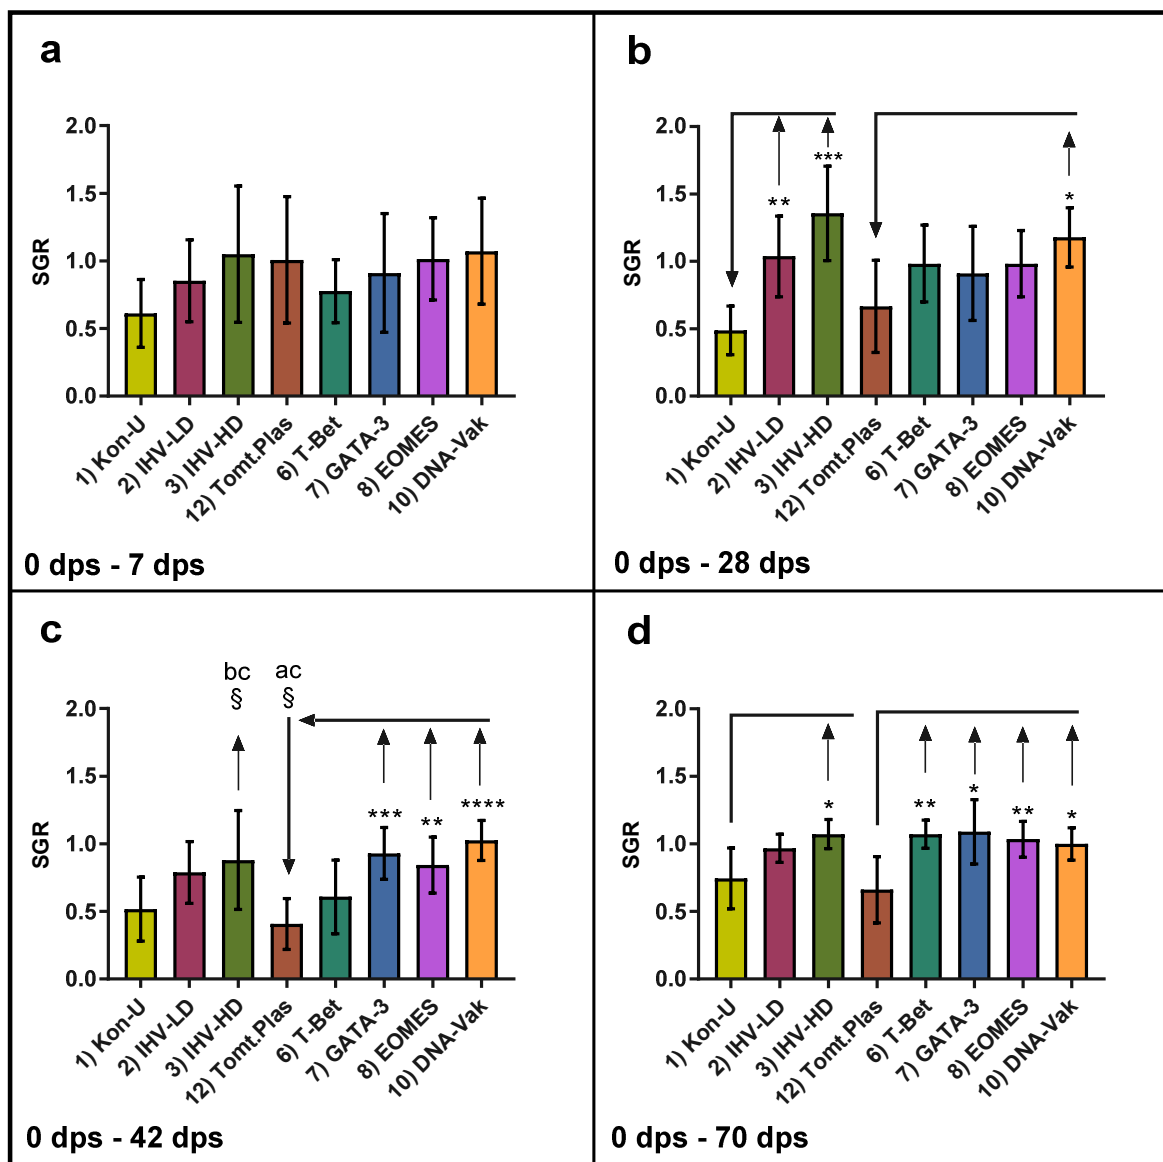 a
SGR
2.0
1.5
1.0
0.5
0.0
1) Kon-U
2) IHV-LD
3) IHV-HD
12) Tomt.Plas
6) T-Bet
7) GATA-3
8) EOMES
10) DNA-Vak
0 dps - 7 dps
b
SGR
2.0
1.5
1.0
0.5
0.0
**
***
*
1) Kon-U
2) IHV-LD
3) IHV-HD
12) Tomt.Plas
6) T-Bet
7) GATA-3
8) EOMES
10) DNA-Vak
0 dps - 28 dps
c
bc
§
ac
§
SGR
2.0
1.5
1.0
0.5
0.0
***
**
****
1) Kon-U
2) IHV-LD
3) IHV-HD
12) Tomt.Plas
6) T-Bet
7) GATA-3
8) EOMES
10) DNA-Vak
0 dps - 42 dps
d
SGR
2.0
1.5
1.0
0.5
0.0
*
**
*
**
*
1) Kon-U
2) IHV-LD
3) IHV-HD
12) Tomt.Plas
6) T-Bet
7) GATA-3
8) EOMES
10) DNA-Vak
0 dps - 70 dps